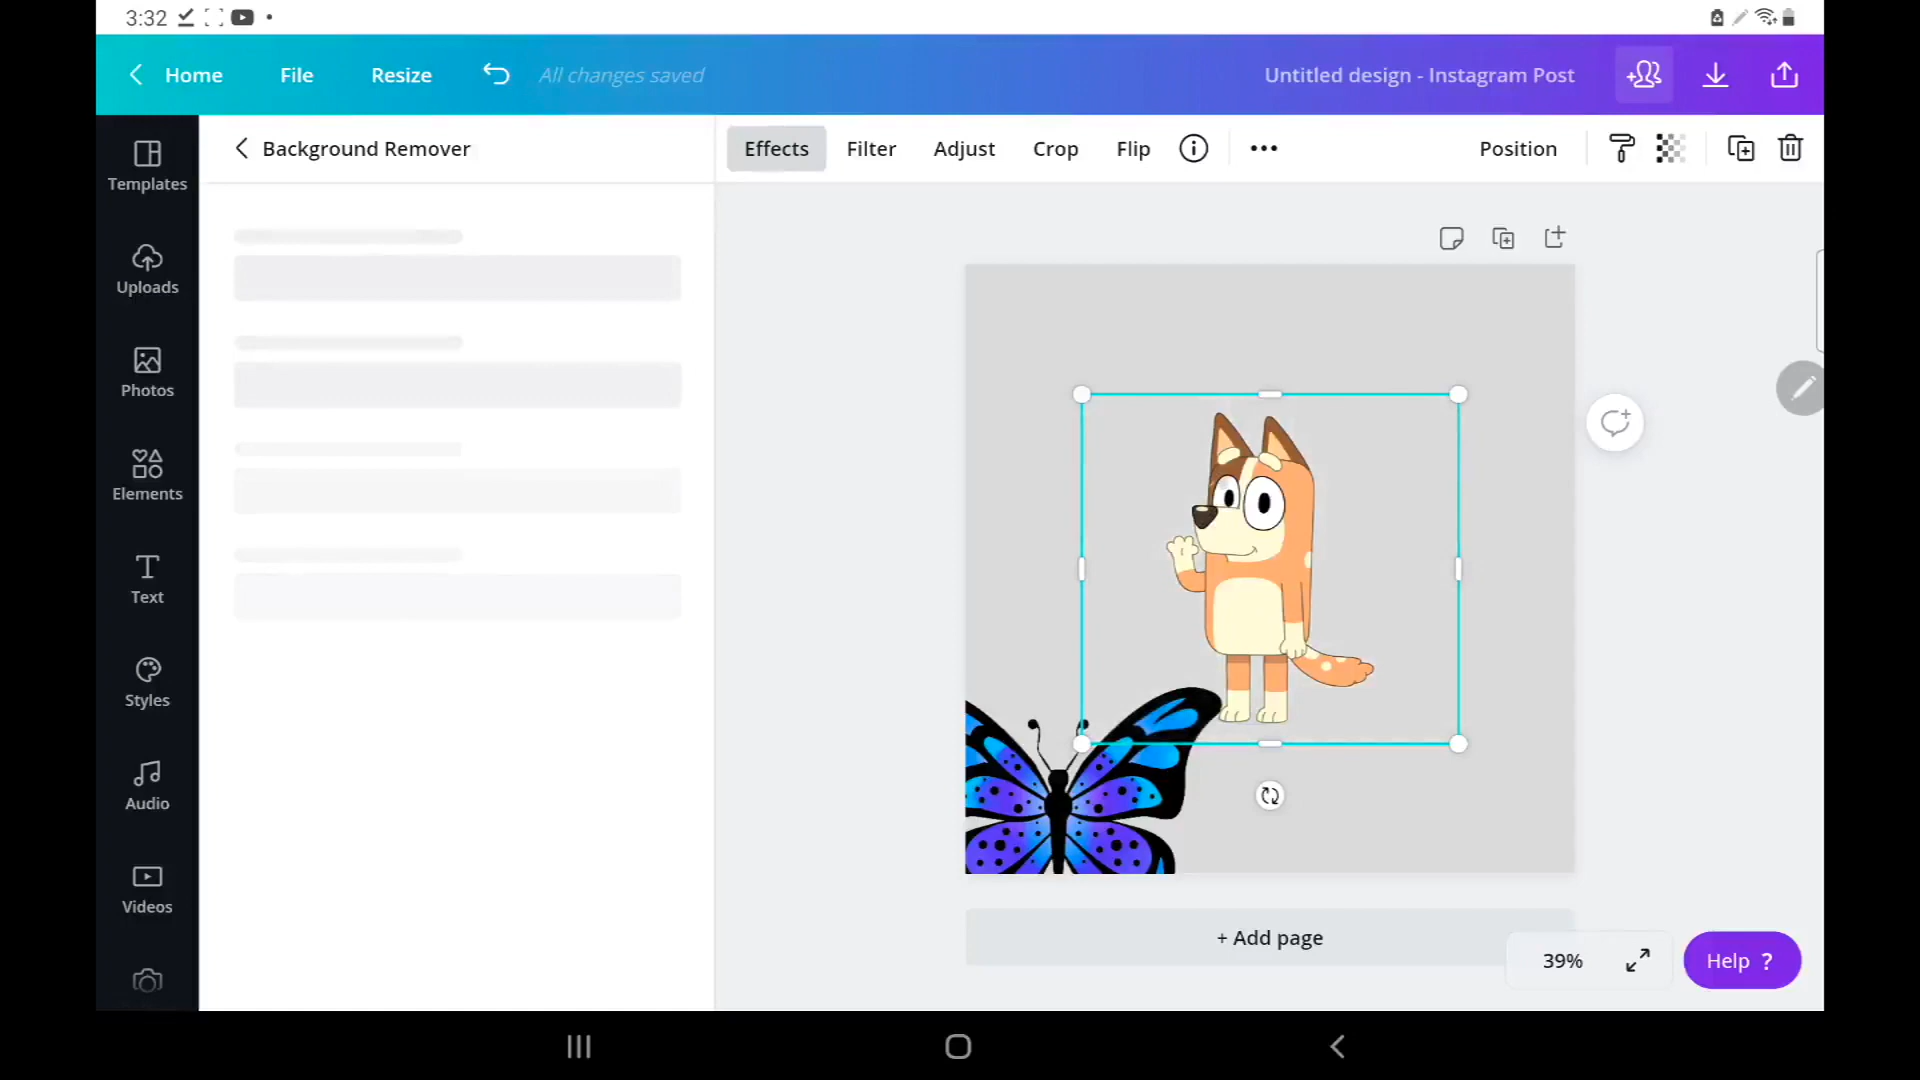 3:32
Home File Resize All changes saved Untitled design - Instagram Post
Background Remover
Effects Filter Adjust Crop Flip Position
Templates
Uploads
Photos
Elements
Text
Styles
Audio
Videos
+ Add page
39%
Help ?